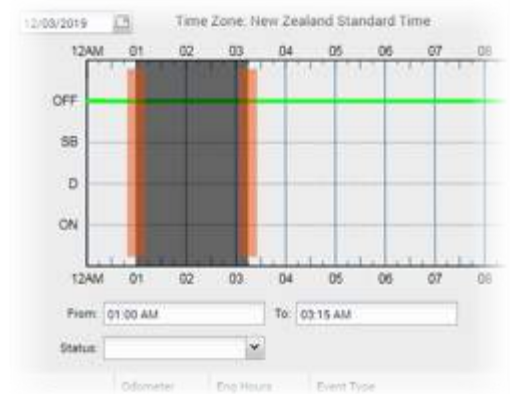 12/03/2019 Time Zone: New Zealand Standard Time
12AM 01 02 03 04 05 06 07 08
OFF
SB
D
ON
12AM 01 02 03 04 05 06 07 08
From: 01:00 AM To: 03:15 AM
Status:
Odometer Eng Hours Event Type